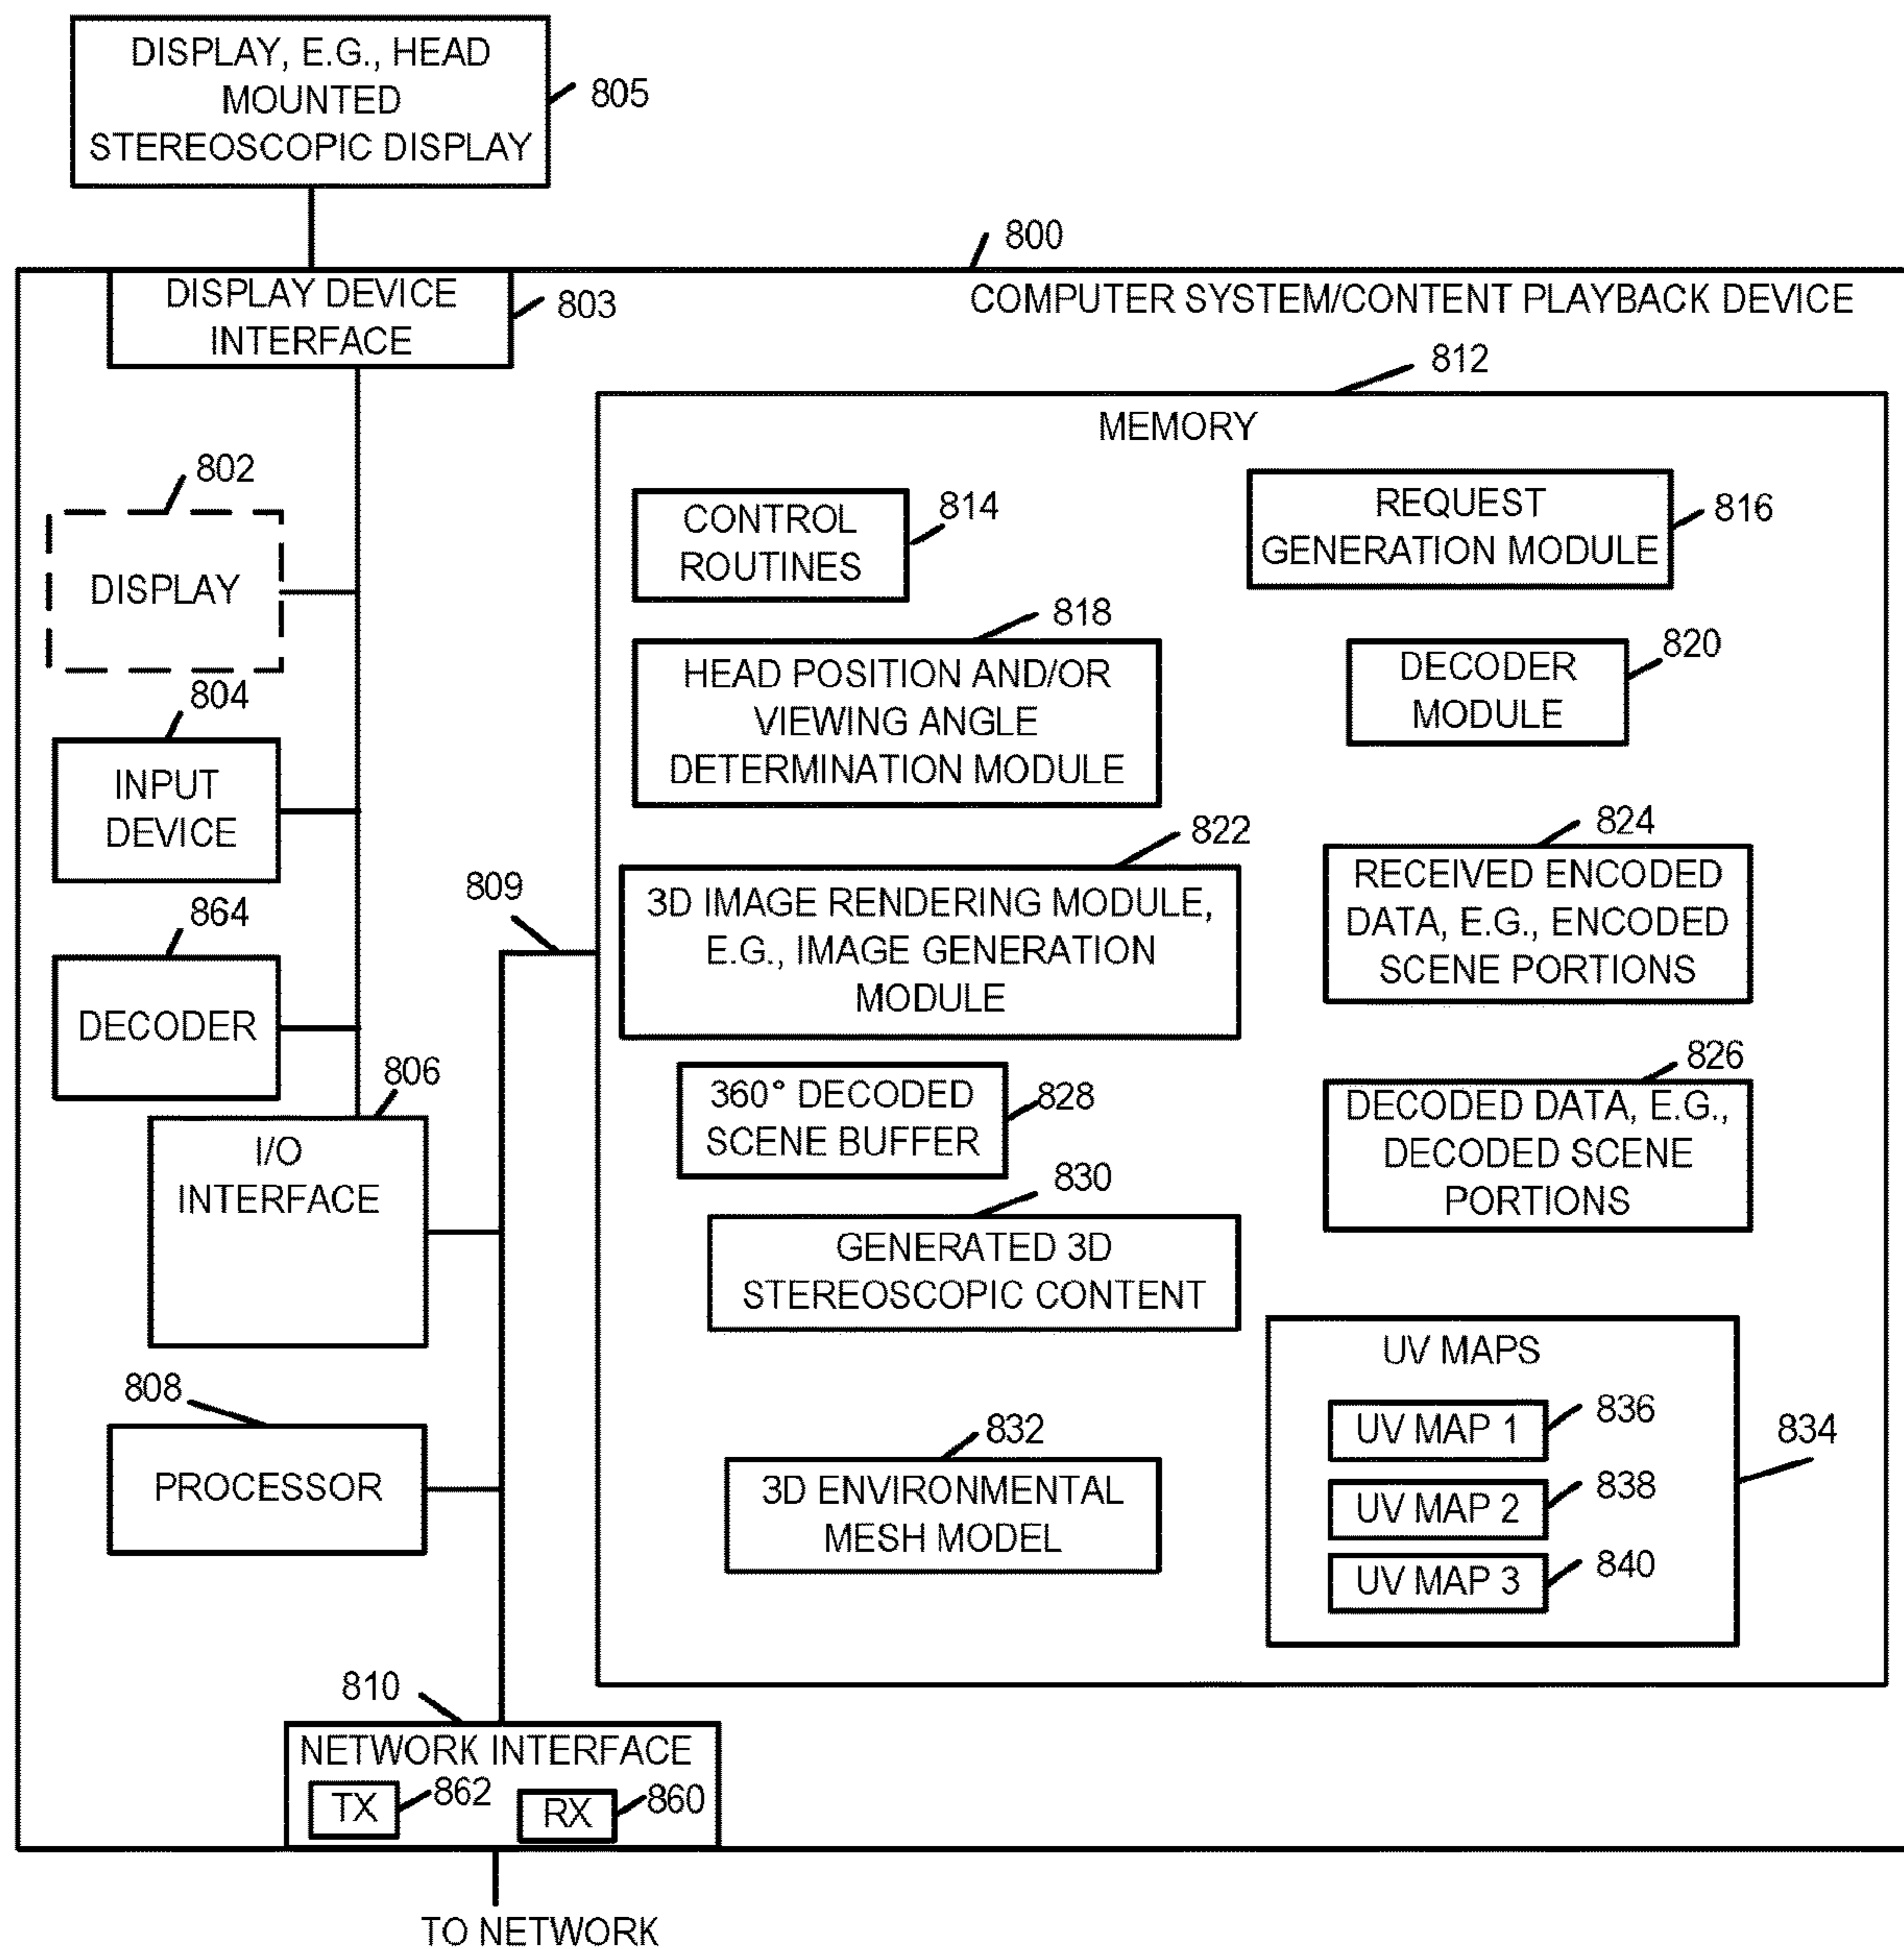 DISPLAY, E.G., HEAD
MOUNTED
STEREOSCOPIC DISPLAY
805
800
DISPLAY DEVICE
INTERFACE
803
COMPUTER SYSTEM/CONTENT PLAYBACK DEVICE
812
MEMORY
802
DISPLAY
804
INPUT
DEVICE
864
DECODER
806
I/O
INTERFACE
808
PROCESSOR
809
CONTROL
ROUTINES
814
REQUEST
GENERATION MODULE
816
818
HEAD POSITION AND/OR
VIEWING ANGLE
DETERMINATION MODULE
DECODER
MODULE
820
822
3D IMAGE RENDERING MODULE,
E.G., IMAGE GENERATION
MODULE
824
RECEIVED ENCODED
DATA, E.G., ENCODED
SCENE PORTIONS
360° DECODED
SCENE BUFFER
828
826
DECODED DATA, E.G.,
DECODED SCENE
PORTIONS
830
GENERATED 3D
STEREOSCOPIC CONTENT
832
3D ENVIRONMENTAL
MESH MODEL
UV MAPS
834
UV MAP 1
836
UV MAP 2
838
UV MAP 3
840
810
NETWORK INTERFACE
TX
862
RX
860
TO NETWORK